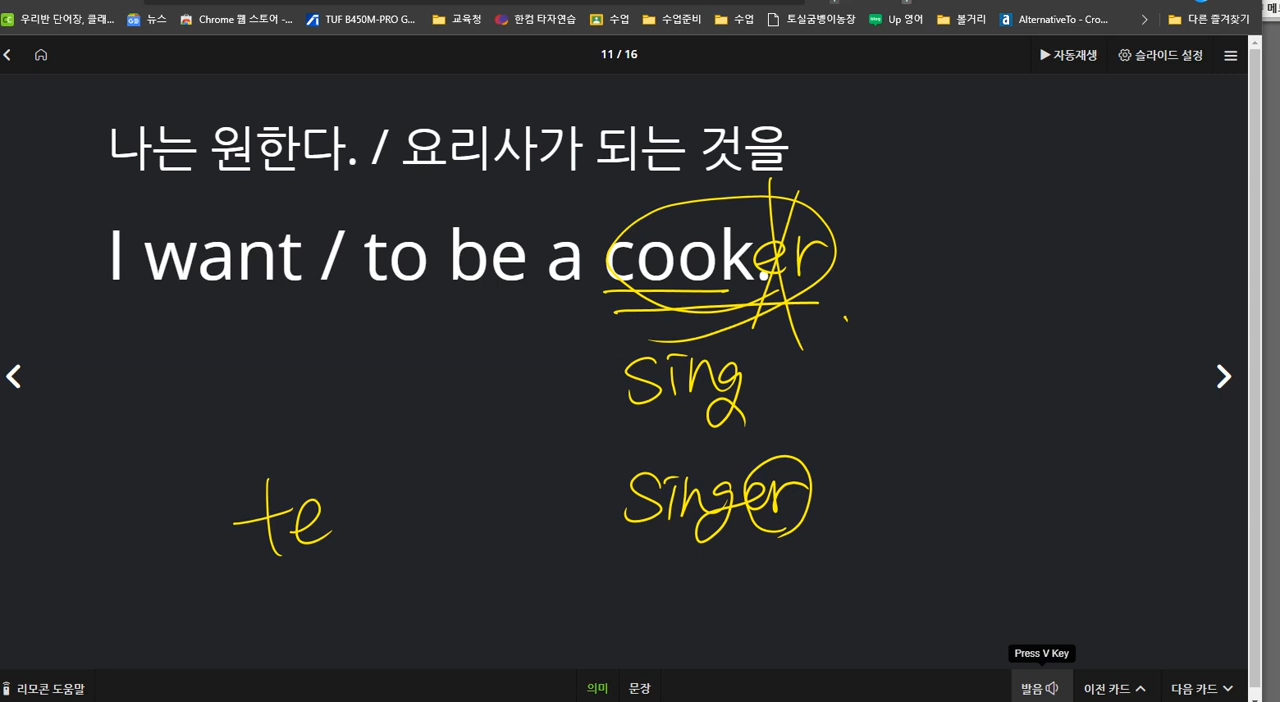 우리반 단어장, 클래... 뉴스 Chrome 웹 스토어 -... TUF B450M-PRO G... 교육청 한컴 타자연습 수업 수업준비 수업 토실굼벵이농장 Up 영어 볼거리 AlternativeTo - Cro... 다른 즐겨찾기
11 / 16 자동재생 슬라이드 설정
나는 원한다. / 요리사가 되는 것을
I want / to be a cook.er
sing
singer
te
Press V Key
리모콘 도움말 의미 문장 발음 이전 카드 다음 카드